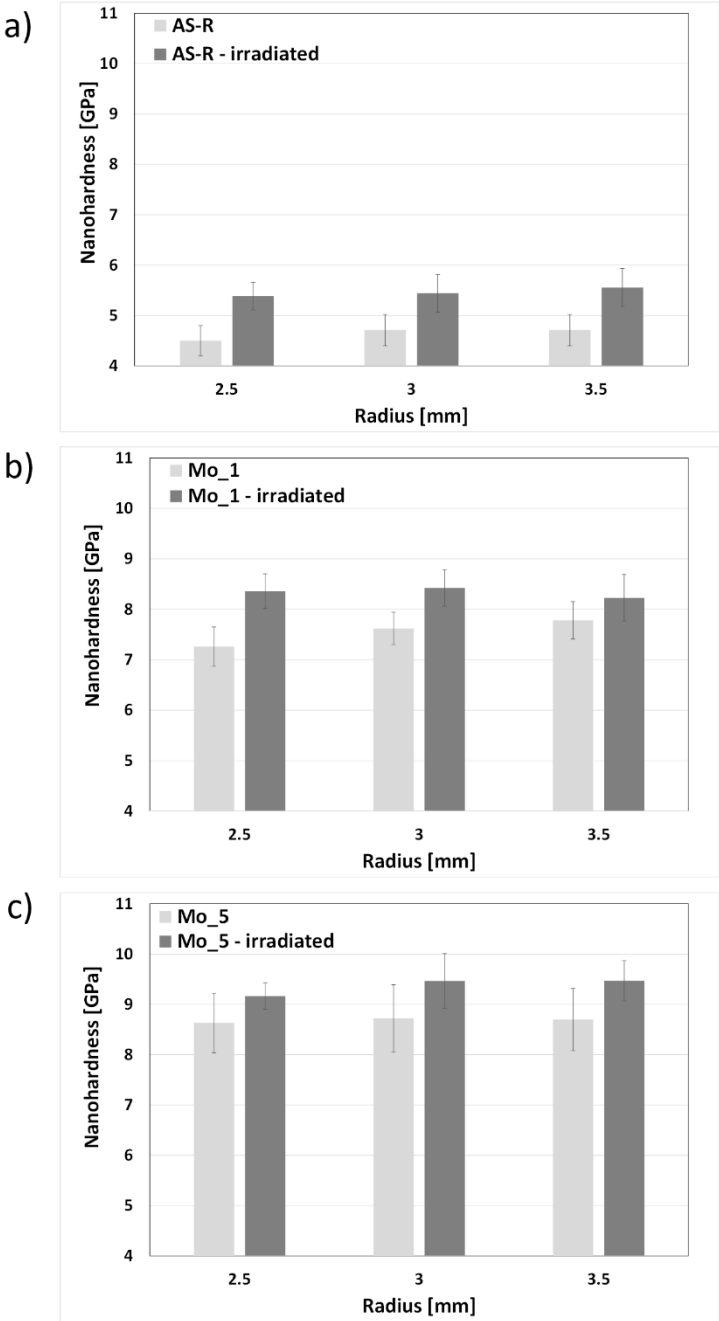 a)
AS-R
AS-R - irradiated
Nanohardness [GPa]
11
10
9
8
7
6
5
4
2.5 3 3.5
Radius [mm]
b)
Mo_1
Mo_1 - irradiated
Nanohardness [GPa]
11
10
9
8
7
6
5
4
2.5 3 3.5
Radius [mm]
c)
Mo_5
Mo_5 - irradiated
Nanohardness [GPa]
11
10
9
8
7
6
5
4
2.5 3 3.5
Radius [mm]